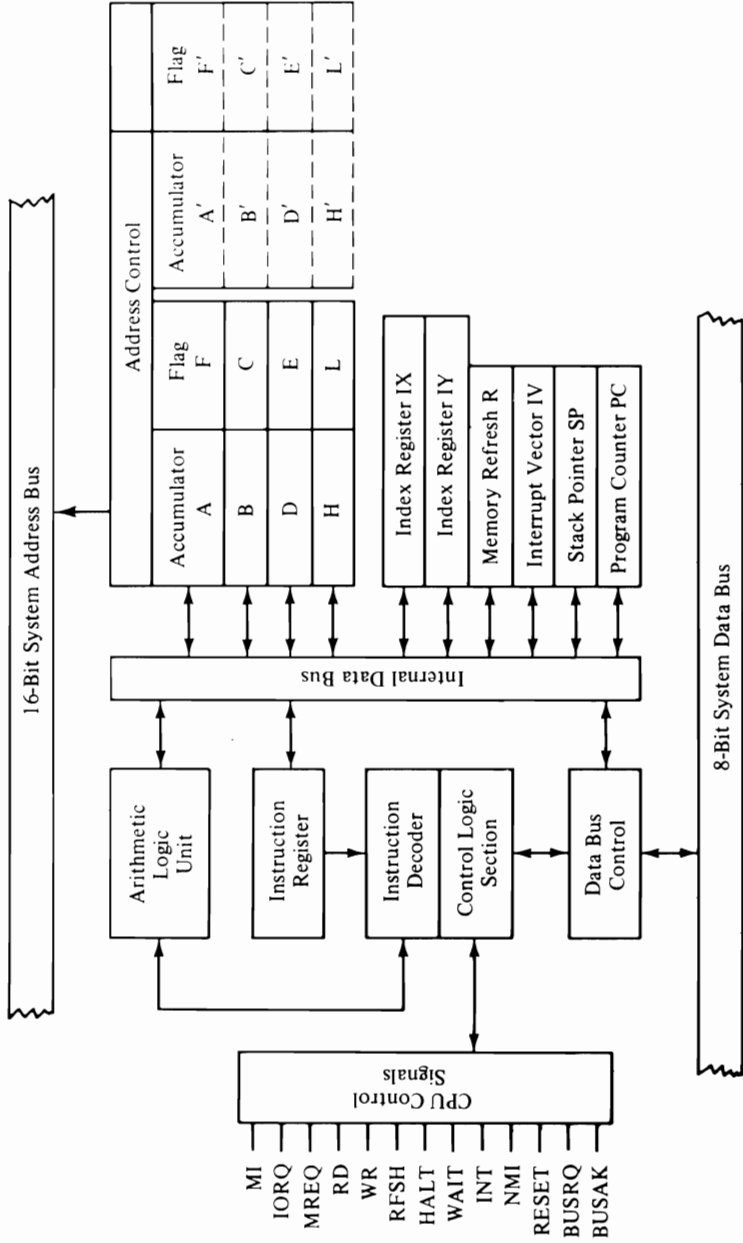 16-Bit System Address Bus
Address Control
Accumulator
A
Flag
F
Accumulator
A'
Flag
F'
B
C
B'
C'
D
E
D'
E'
H
L
H'
L'
Arithmetic
Logic
Unit
Instruction
Register
Instruction
Decoder
Control Logic
Section
Data Bus
Control
Internal Data Bus
Index Register IX
Index Register IY
Memory Refresh R
Interrupt Vector IV
Stack Pointer SP
Program Counter PC
CPU Control
Signals
MI
IORQ
MREQ
RD
WR
RFSH
HALT
WAIT
INT
NMI
RESET
BUSRQ
BUSAK
8-Bit System Data Bus